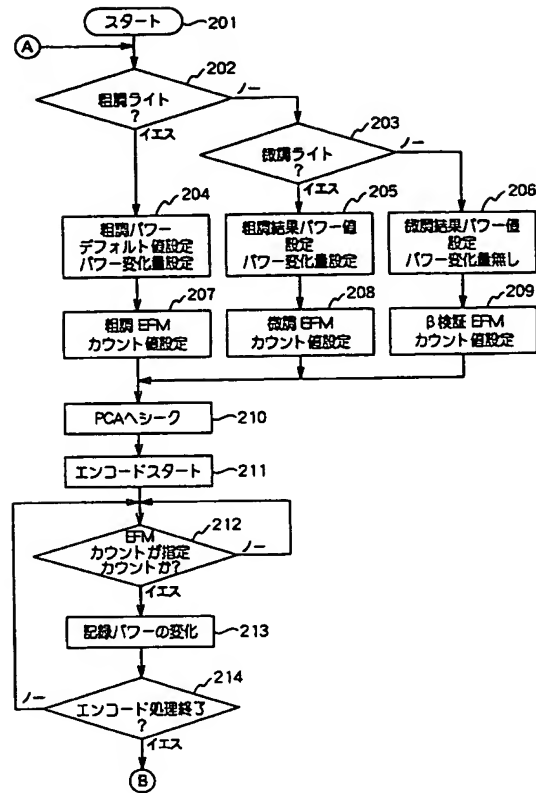 スタート
201
A
202
粗調ライト
?
ノー
イエス
203
微調ライト
?
ノー
イエス
204
粗調パワー
デフォルト値設定
パワー変化量設定
205
粗調結果パワー値
設定
パワー変化量設定
206
微調結果パワー値
設定
パワー変化量無し
207
粗調 EFM
カウント値設定
208
微調 EFM
カウント値設定
209
β検証 EFM
カウント値設定
PCAへシーク
210
エンコードスタート
211
212
EFM
カウントが指定
カウントか?
ノー
イエス
記録パワーの変化
213
214
ノー
エンコード処理終了
?
イエス
B